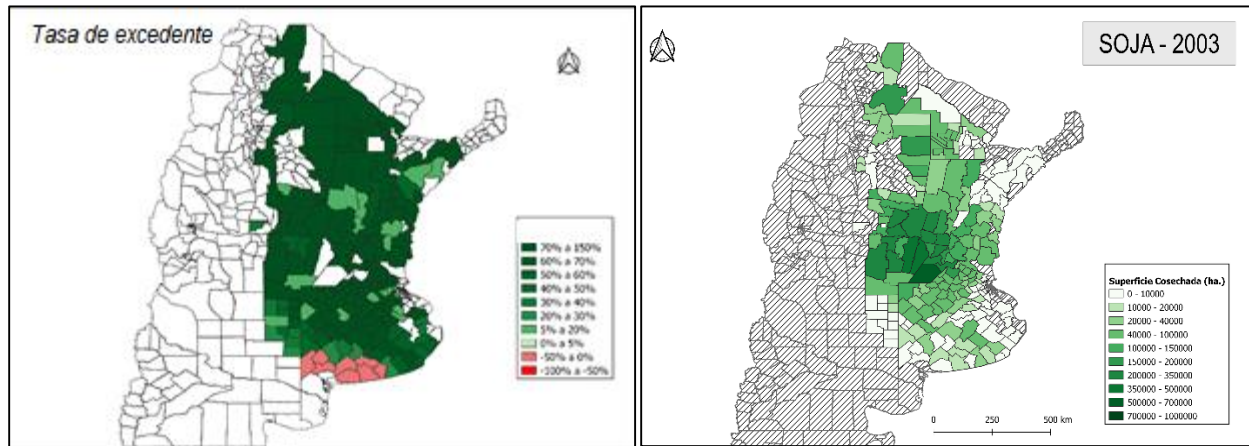 Tasa de excedente
70% a 150%
60% a 70%
50% a 60%
40% a 50%
30% a 40%
20% a 30%
5% a 20%
0% a 5%
-50% a 0%
-100% a -50%
SOJA - 2003
Superficie Cosechada (ha.)
0 - 10000
10000 - 20000
20000 - 40000
40000 - 100000
100000 - 150000
150000 - 200000
200000 - 350000
350000 - 500000
500000 - 700000
700000 - 1000000
0 250 500 km